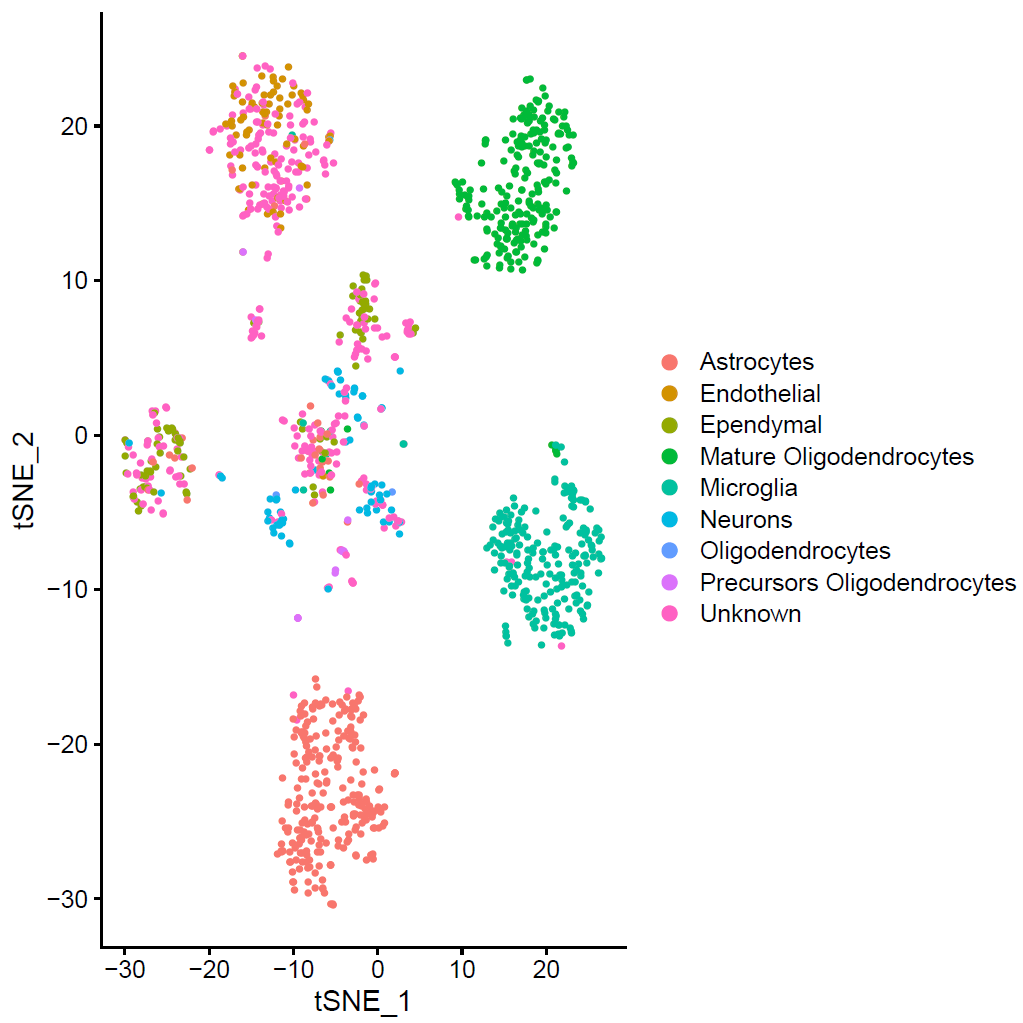 tSNE_2
20
10
0
−10
−20
−30
−30
−20
−10
0
10
20
tSNE_1
Astrocytes
Endothelial
Ependymal
Mature Oligodendrocytes
Microglia
Neurons
Oligodendrocytes
Precursors Oligodendrocytes
Unknown